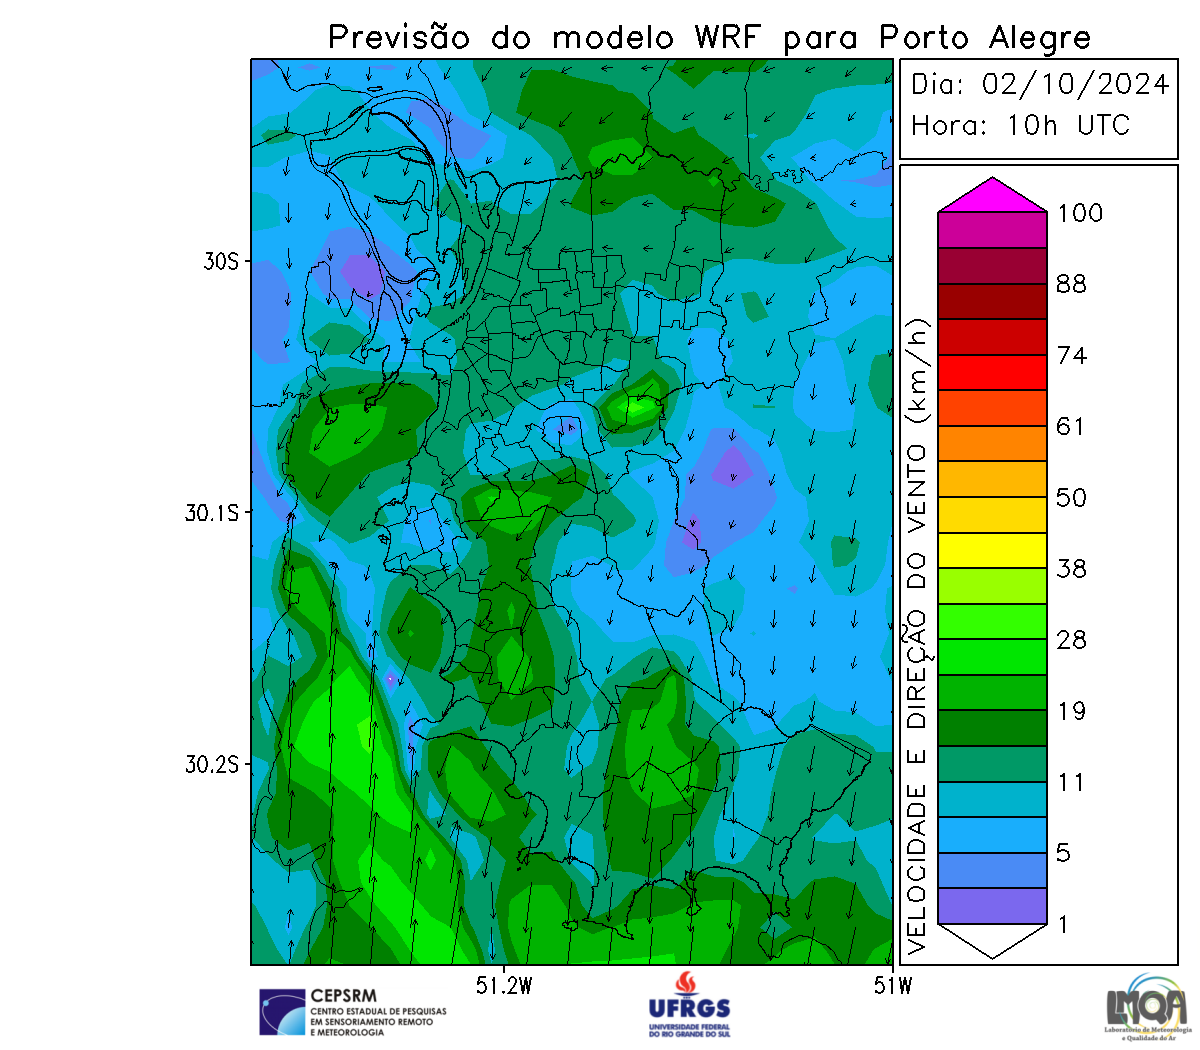 Previsão do modelo WRF para Porto Alegre
Dia: 02/10/2024
Hora: 10h UTC
30S
30.1S
30.2S
51.2W
51W
VELOCIDADE E DIREÇÃO DO VENTO (km/h)
100
88
74
61
50
38
28
19
11
5
1
CEPSRM
CENTRO ESTADUAL DE PESQUISAS
EM SENSORIAMENTO REMOTO
E METEOROLOGIA
UFRGS
UNIVERSIDADE FEDERAL
DO RIO GRANDE DO SUL
LMQA
Laboratório de Meteorologia
e Qualidade do Ar